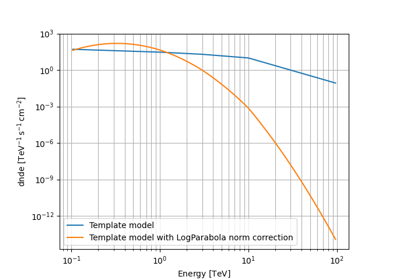 10³
10⁰
10⁻³
10⁻⁶
10⁻⁹
10⁻¹²
dnde [TeV⁻¹ s⁻¹ cm⁻²]
Template model
Template model with LogParabola norm correction
10⁻¹ 10⁰ 10¹ 10²
Energy [TeV]